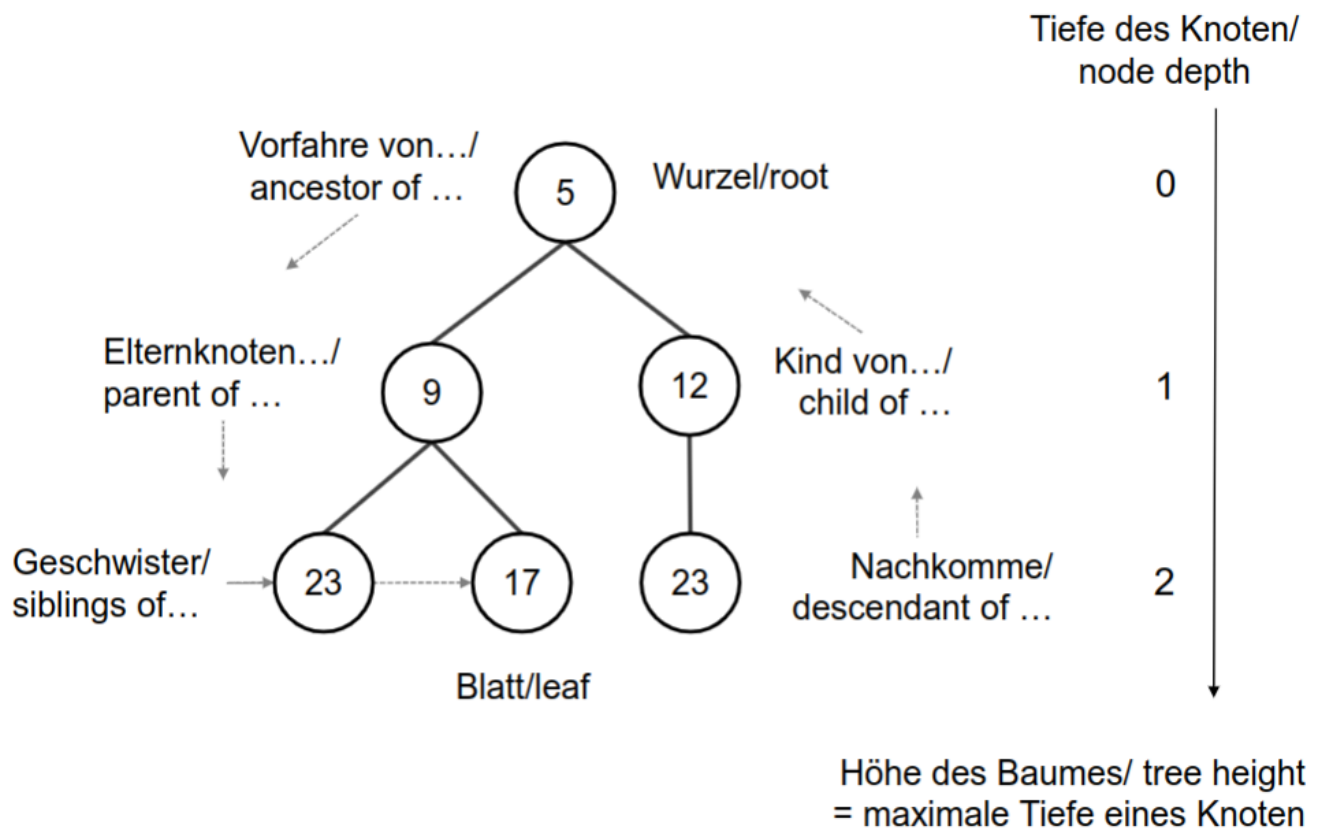 Tiefe des Knoten/
node depth
Vorfahre von…/
ancestor of …
5
Wurzel/root
0
Elternknoten…/
parent of …
9
12
Kind von…/
child of …
1
Geschwister/
siblings of…
23
17
23
Nachkomme/
descendant of …
2
Blatt/leaf
Höhe des Baumes/ tree height
= maximale Tiefe eines Knoten